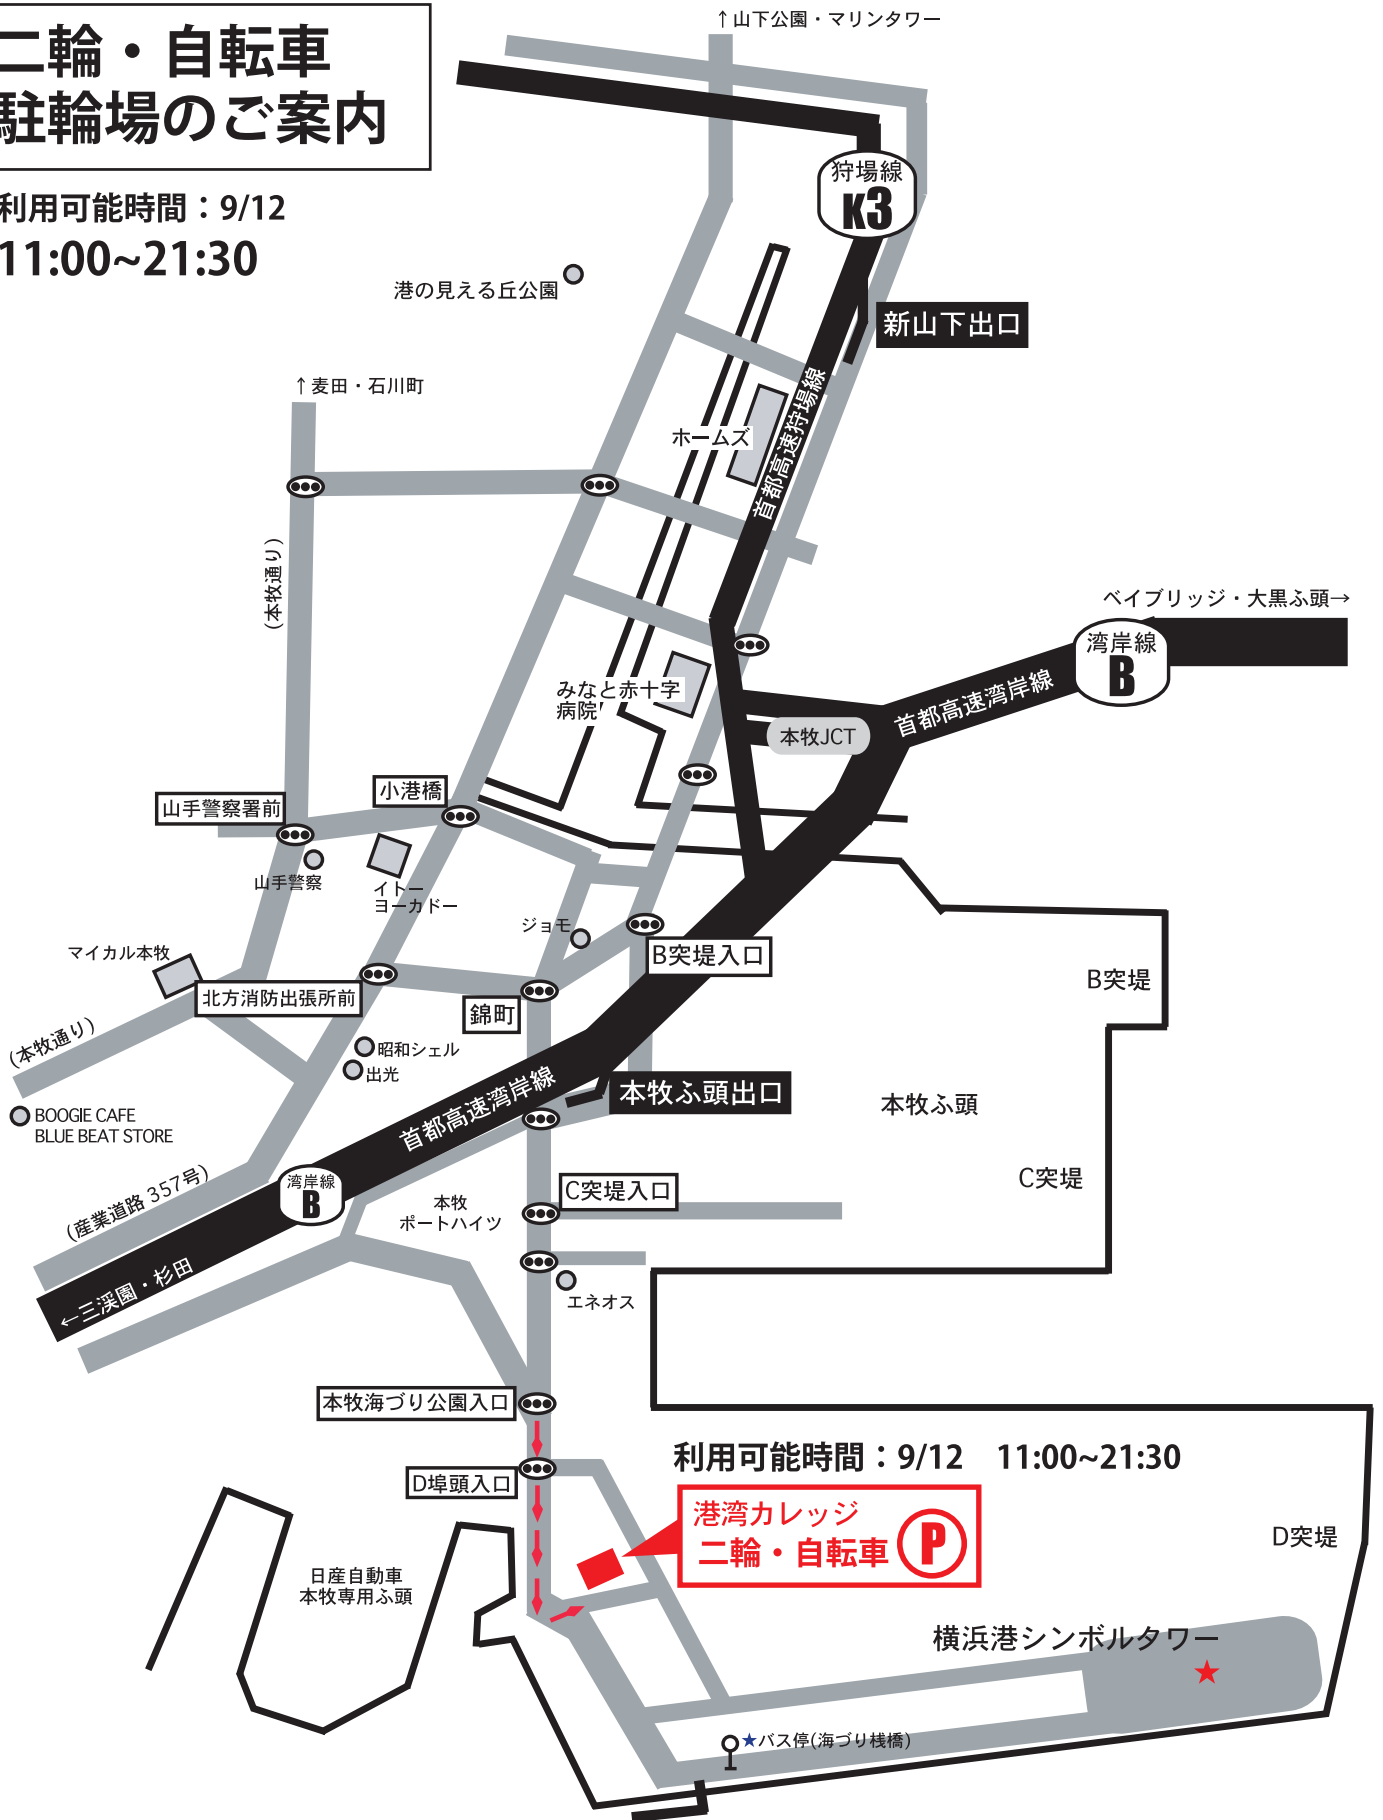 二輪・自転車
駐輪場のご案内
利用可能時間：9/12
11:00~21:30
↑山下公園・マリンタワー
狩場線
K3
新山下出口
港の見える丘公園
↑麦田・石川町
ホームズ
首都高速狩場線
(本牧通り)
ベイブリッジ・大黒ふ頭→
湾岸線
B
首都高速湾岸線
みなと赤十字
病院
本牧JCT
小港橋
山手警察署前
山手警察
イトー
ヨーカドー
ジョモ
マイカル本牧
B突堤入口
北方消防出張所前
錦町
B突堤
(本牧通り)
昭和シェル
出光
本牧ふ頭出口
本牧ふ頭
BOOGIE CAFE
BLUE BEAT STORE
首都高速湾岸線
C突堤
(産業道路 357号)
湾岸線
B
C突堤入口
本牧
ポートハイツ
←三渓園・杉田
エネオス
本牧海づり公園入口
利用可能時間：9/12　11:00~21:30
D埠頭入口
港湾カレッジ
二輪・自転車 P
D突堤
日産自動車
本牧専用ふ頭
横浜港シンボルタワー
★
★バス停(海づり桟橋)